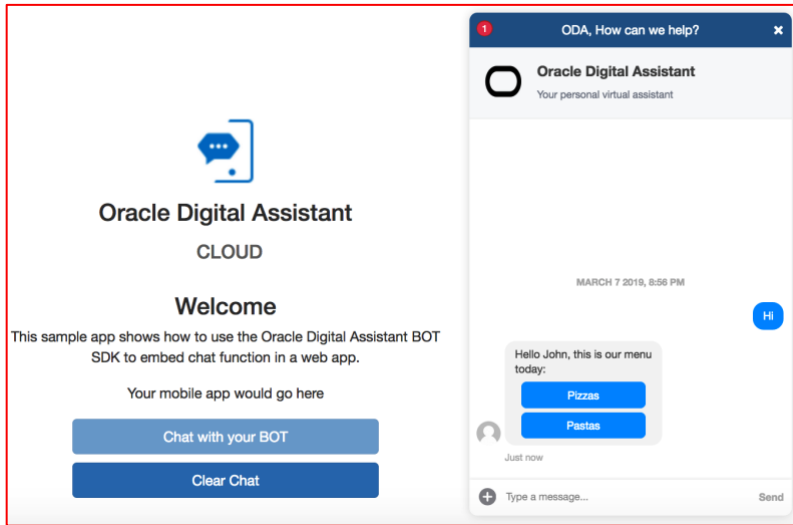 Oracle Digital Assistant
CLOUD
Welcome
This sample app shows how to use the Oracle Digital Assistant BOT
SDK to embed chat function in a web app.
Your mobile app would go here
Chat with your BOT
Clear Chat
1 ODA, How can we help? ×
Oracle Digital Assistant
Your personal virtual assistant
MARCH 7 2019, 8:56 PM
Hi
Hello John, this is our menu
today:
Pizzas
Pastas
Just now
Type a message... Send